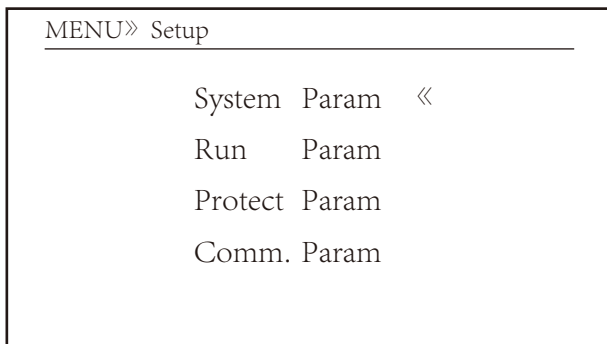 MENU》 Setup
System Param 《
Run Param
Protect Param
Comm. Param